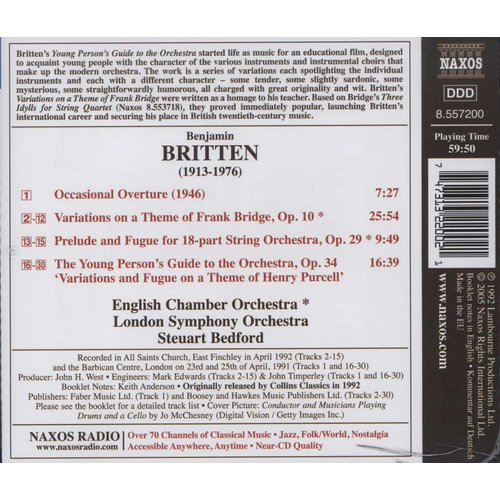 Britten's Young Person's Guide to the Orchestra started life as music for an educational film, designed
to acquaint young people with the character of the various instruments and instrumental choirs that
make up the modern orchestra. The work is a series of variations each spotlighting the individual
instruments and each with a different character – some tender, some slightly sardonic, some
mysterious, some straightforwardly humorous, all charged with great originality and wit. Britten's
Variations on a Theme of Frank Bridge were written as a homage to his teacher. Based on Bridge's Three
Idylls for String Quartet (Naxos 8.553718), they proved immediately popular, launching Britten's
international career and securing his place in British twentieth-century music.
Benjamin
BRITTEN
(1913-1976)
1 Occasional Overture (1946) 7:27
2-12 Variations on a Theme of Frank Bridge, Op. 10 * 25:54
13-15 Prelude and Fugue for 18-part String Orchestra, Op. 29 * 9:49
16-30 The Young Person's Guide to the Orchestra, Op. 34 16:39
'Variations and Fugue on a Theme of Henry Purcell'
English Chamber Orchestra *
London Symphony Orchestra
Steuart Bedford
Recorded in All Saints Church, East Finchley in April 1992 (Tracks 2-15)
and the Barbican Centre, London on 23rd and 25th of April, 1991 (Tracks 1 and 16-30)
Producer: John H. West • Engineers: Mark Edwards (Tracks 2-15) & John Timperley (Tracks 1 and 16-30)
Booklet Notes: Keith Anderson • Originally released by Collins Classics in 1992
Publishers: Faber Music Ltd. (Track 1) and Boosey and Hawkes Music Publishers Ltd. (Tracks 2-30)
Please see the booklet for a detailed track list • Cover Picture: Conductor and Musicians Playing
Drums and a Cello by Jo McChesney (Digital Vision / Getty Images Inc.)
NAXOS RADIO
www.naxosradio.com
Over 70 Channels of Classical Music • Jazz, Folk/World, Nostalgia
Accessible Anywhere, Anytime • Near-CD Quality
NAXOS
DDD
8.557200
Playing Time
59:50
7 47313 22002 1
℗ 1992 Lambourne Productions Ltd.
© 2005 Naxos Rights International Ltd.
Booklet notes in English • Kommentar auf Deutsch
Made in the EU
www.naxos.com